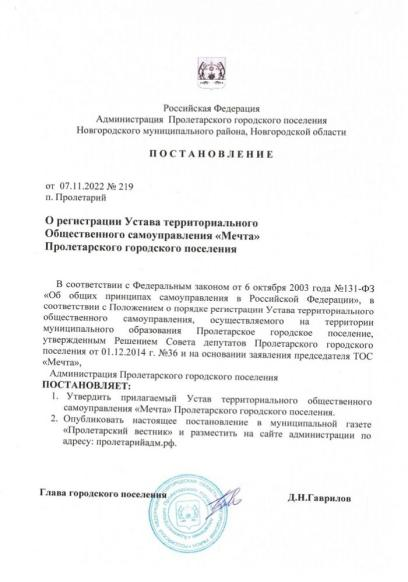 Российская Федерация
Администрация Пролетарского городского поселения
Новгородского муниципального района, Новгородской области
ПОСТАНОВЛЕНИЕ
от 07.11.2022 № 219
п. Пролетарий
О регистрации Устава территориального
Общественного самоуправления «Мечта»
Пролетарского городского поселения
В соответствии с Федеральным законом от 6 октября 2003 года №131-ФЗ
«Об общих принципах самоуправления в Российской Федерации», в
соответствии с Положением о порядке регистрации Устава территориального
общественного самоуправления, осуществляемого на территории
муниципального образования Пролетарское городское поселение,
утвержденным Решением Совета депутатов Пролетарского городского
поселения от 01.12.2014 г. №36 и на основании заявления председателя ТОС
«Мечта»,
Администрация Пролетарского городского поселения
ПОСТАНОВЛЯЕТ:
1. Утвердить прилагаемый Устав территориального общественного
самоуправления «Мечта» Пролетарского городского поселения.
2. Опубликовать настоящее постановление в муниципальной газете
«Пролетарский вестник» и разместить на сайте администрации по
адресу: пролетарийадм.рф.
Глава городского поселения Д.Н.Гаврилов